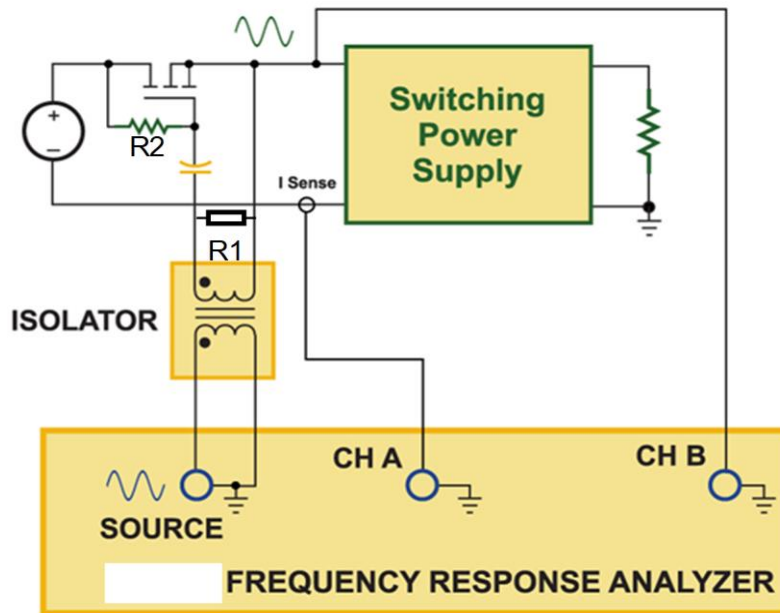 Switching
Power
Supply
R2
I Sense
R1
ISOLATOR
CH A
CH B
SOURCE
FREQUENCY RESPONSE ANALYZER